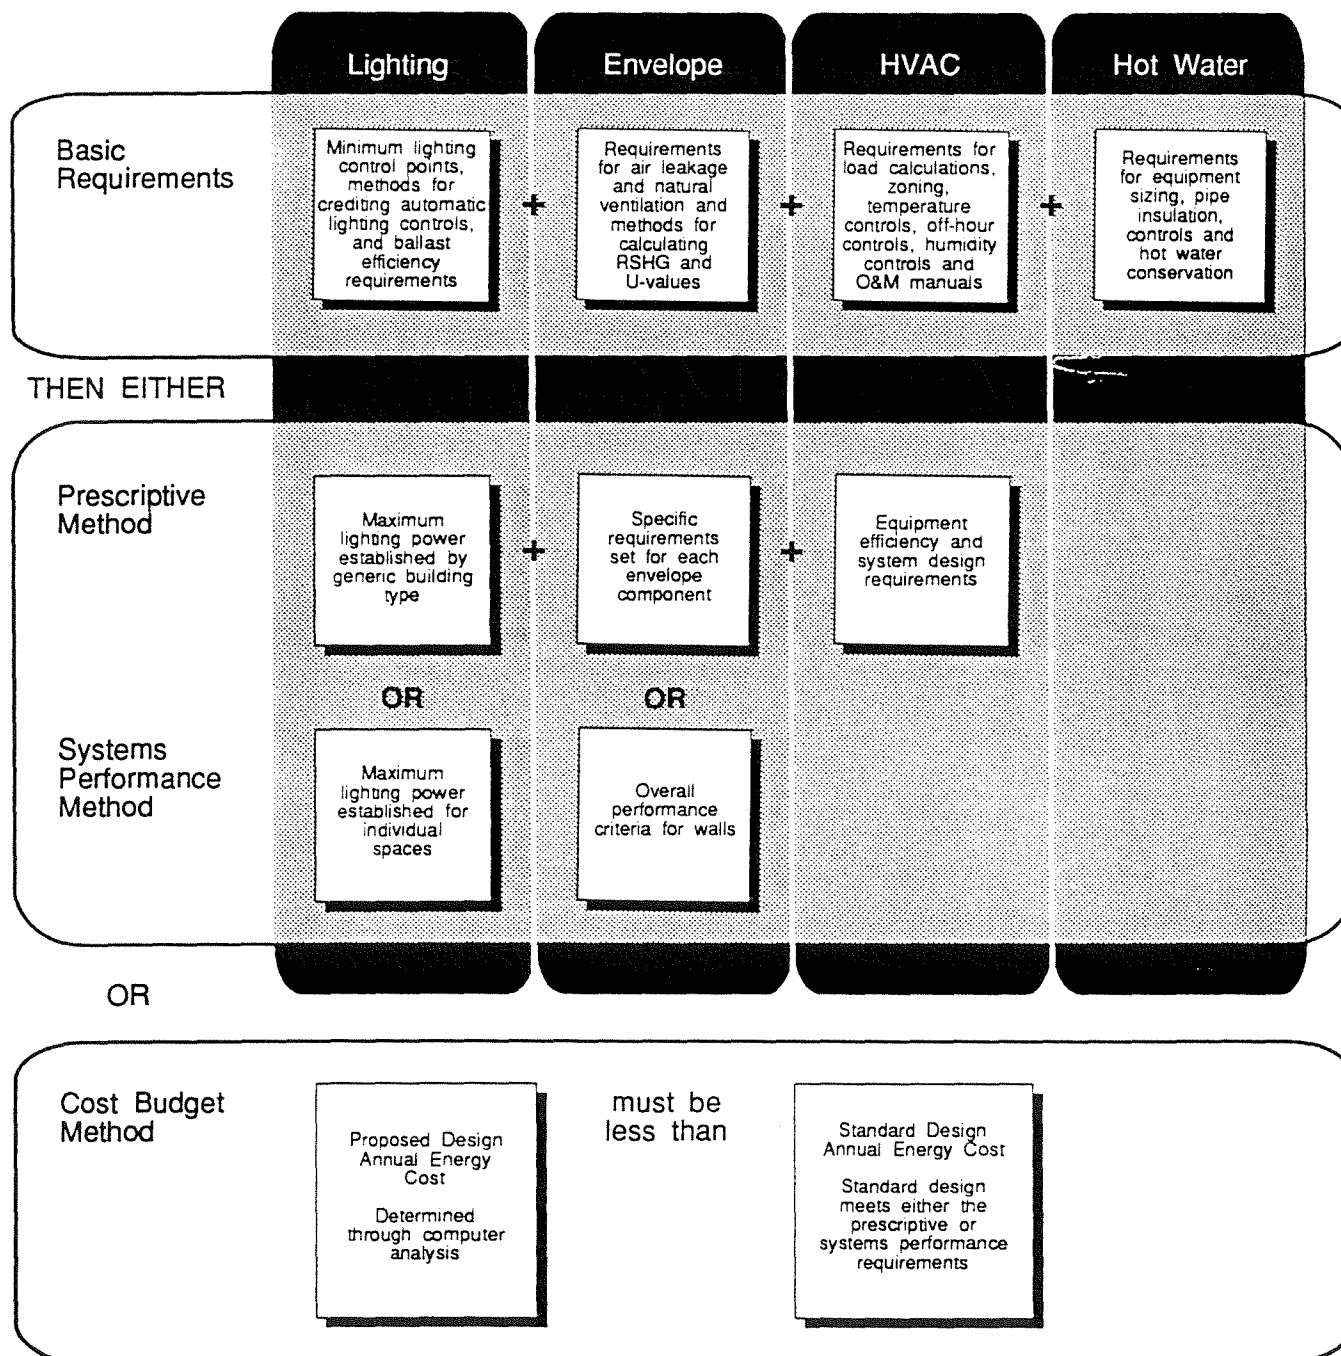 Lighting
Envelope
HVAC
Hot Water
Basic
Requirements
Minimum lighting
control points,
methods for
crediting automatic
lighting controls,
and ballast
efficiency
requirements
+
Requirements
for air leakage
and natural
ventilation and
methods for
calculating
RSHG and
U-values
+
Requirements for
load calculations,
zoning,
temperature
controls, off-hour
controls, humidity
controls and
O&M manuals
+
Requirements
for equipment
sizing, pipe
insulation,
controls and
hot water
conservation
THEN EITHER
Prescriptive
Method
Maximum
lighting power
established by
generic building
type
+
Specific
requirements
set for each
envelope
component
+
Equipment
efficiency and
system design
requirements
OR
OR
Systems
Performance
Method
Maximum
lighting power
established for
individual
spaces
Overall
performance
criteria for walls
OR
Cost Budget
Method
Proposed Design
Annual Energy
Cost
Determined
through computer
analysis
must be
less than
Standard Design
Annual Energy Cost
Standard design
meets either the
prescriptive or
systems performance
requirements